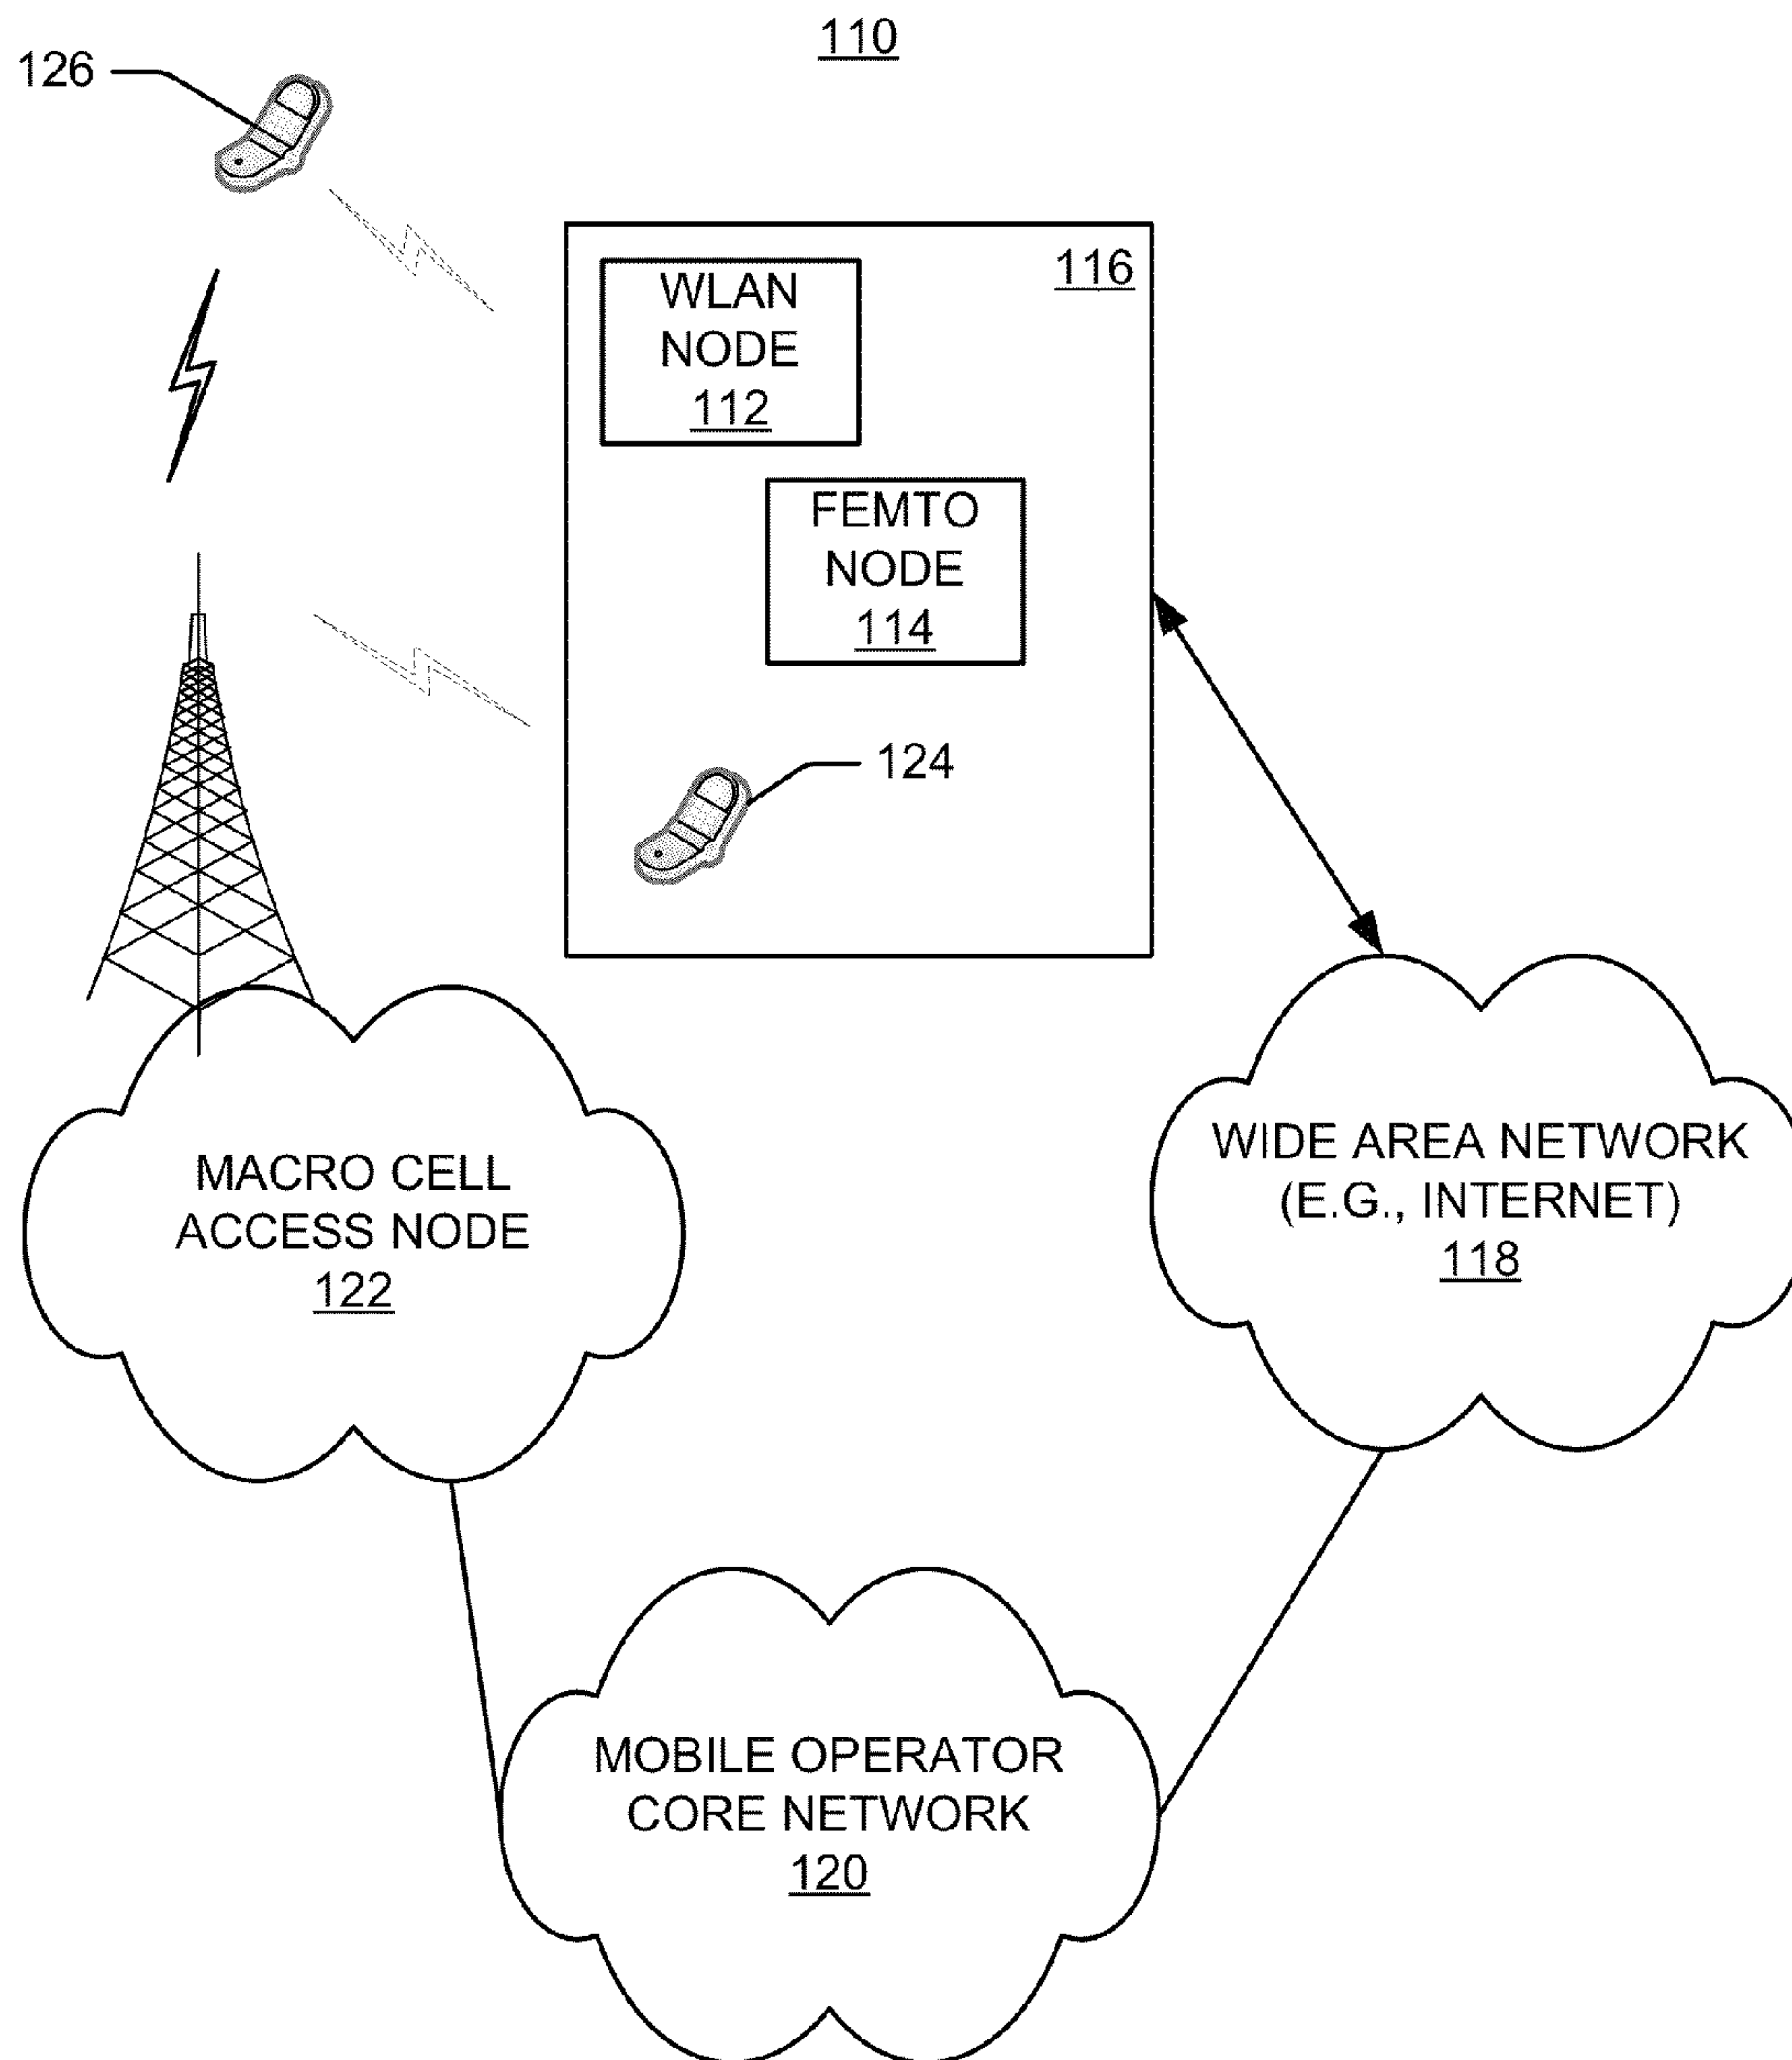 110
126
116
WLAN
NODE
112
FEMTO
NODE
114
124
MACRO CELL
ACCESS NODE
122
WIDE AREA NETWORK
(E.G., INTERNET)
118
MOBILE OPERATOR
CORE NETWORK
120